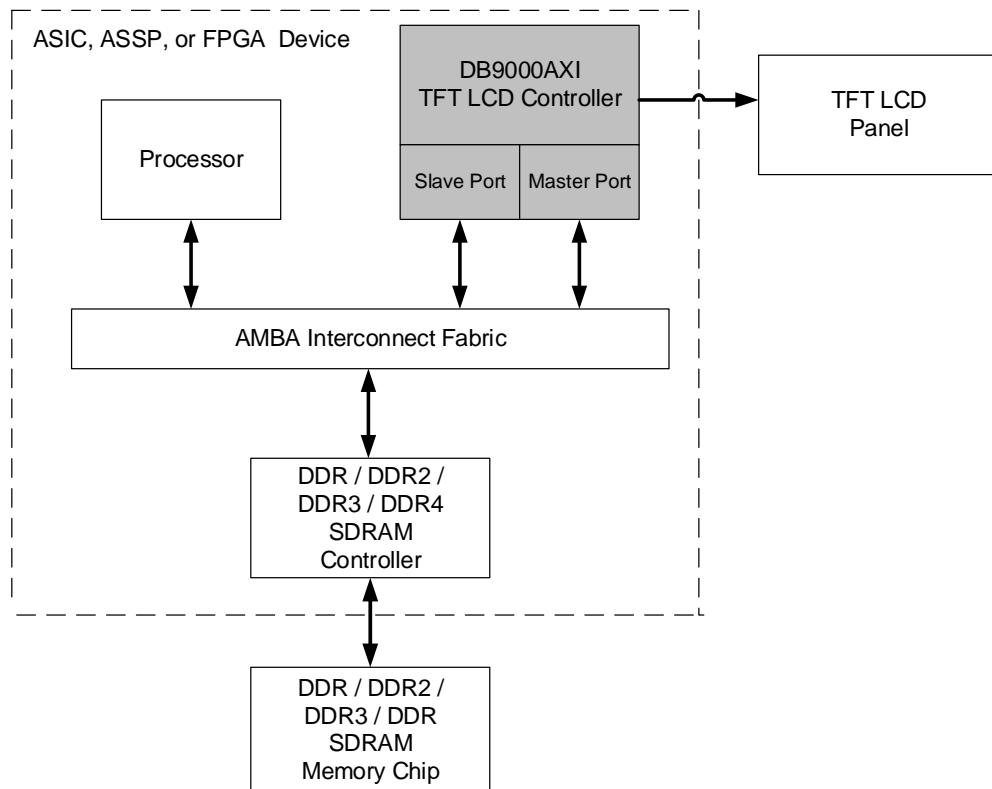 ASIC, ASSP, or FPGA Device
DB9000AXI
TFT LCD Controller
TFT LCD
Panel
Processor
Slave Port
Master Port
AMBA Interconnect Fabric
DDR / DDR2 /
DDR3 / DDR4
SDRAM
Controller
DDR / DDR2 /
DDR3 / DDR
SDRAM
Memory Chip